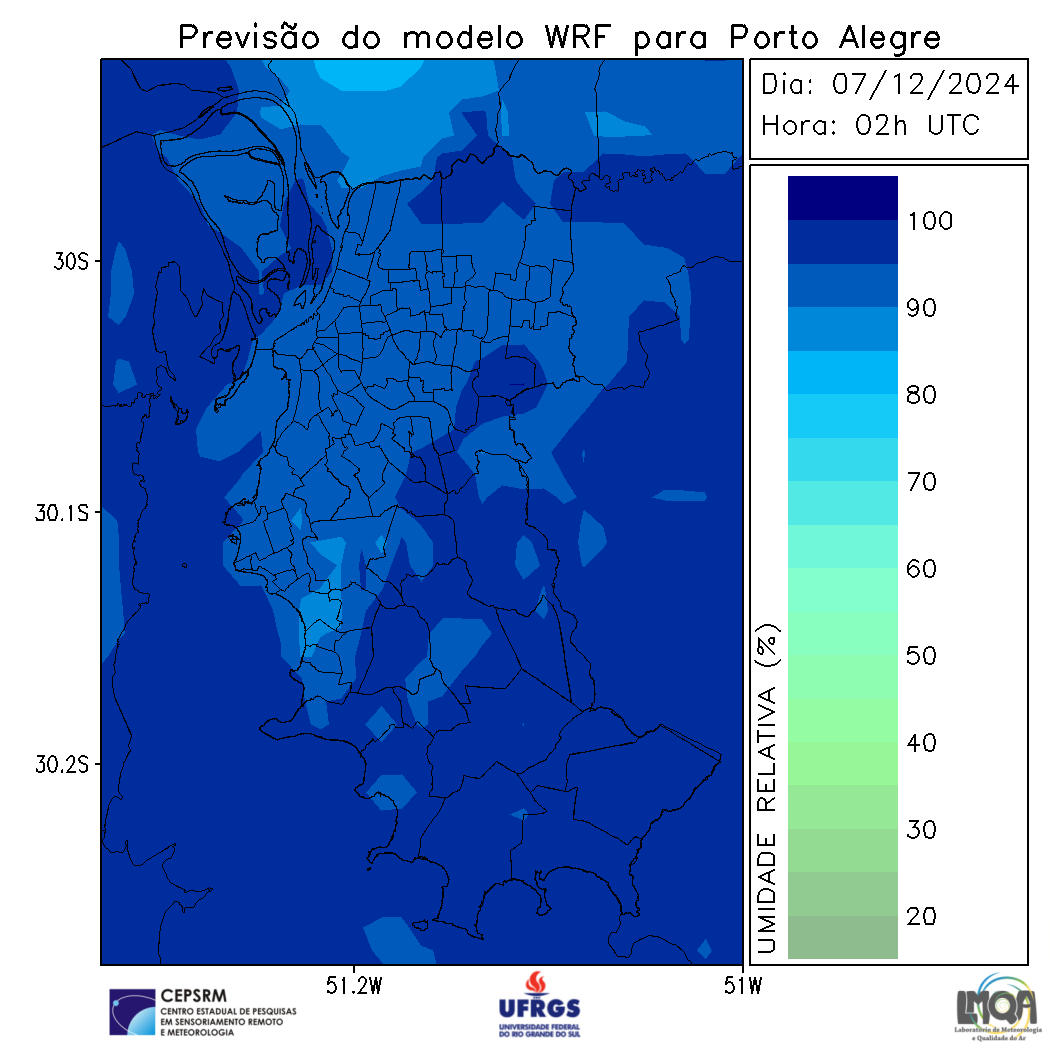 Previsão do modelo WRF para Porto Alegre
Dia: 07/12/2024
Hora: 02h UTC
100
90
80
70
60
50
40
30
20
UMIDADE RELATIVA (%)
30S
30.1S
30.2S
51.2W
51W
CEPSRM
CENTRO ESTADUAL DE PESQUISAS
EM SENSORIAMENTO REMOTO
E METEOROLOGIA
UFRGS
UNIVERSIDADE FEDERAL
DO RIO GRANDE DO SUL
LMQA
Laboratório de Meteorologia
e Qualidade do Ar